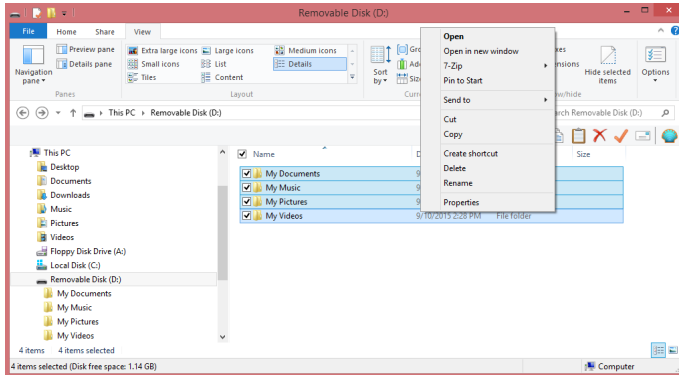 Removable Disk (D:)
File Home Share View
Preview pane
Details pane
Navigation pane
Panes
Extra large icons Large icons Medium icons
Small icons List Details
Tiles Content
Layout
Sort by
Hide selected items
Options
This PC Removable Disk (D:)
Removable Disk (D:)
Open
Open in new window
7-Zip
Pin to Start
Send to
Cut
Copy
Create shortcut
Delete
Rename
Properties
Name Size
My Documents
My Music
My Pictures
My Videos 9/10/2015 2:28 PM File folder
This PC
Desktop
Documents
Downloads
Music
Pictures
Videos
Floppy Disk Drive (A:)
Local Disk (C:)
Removable Disk (D:)
My Documents
My Music
My Pictures
My Videos
4 items 4 items selected
4 items selected (Disk free space: 1.14 GB) Computer